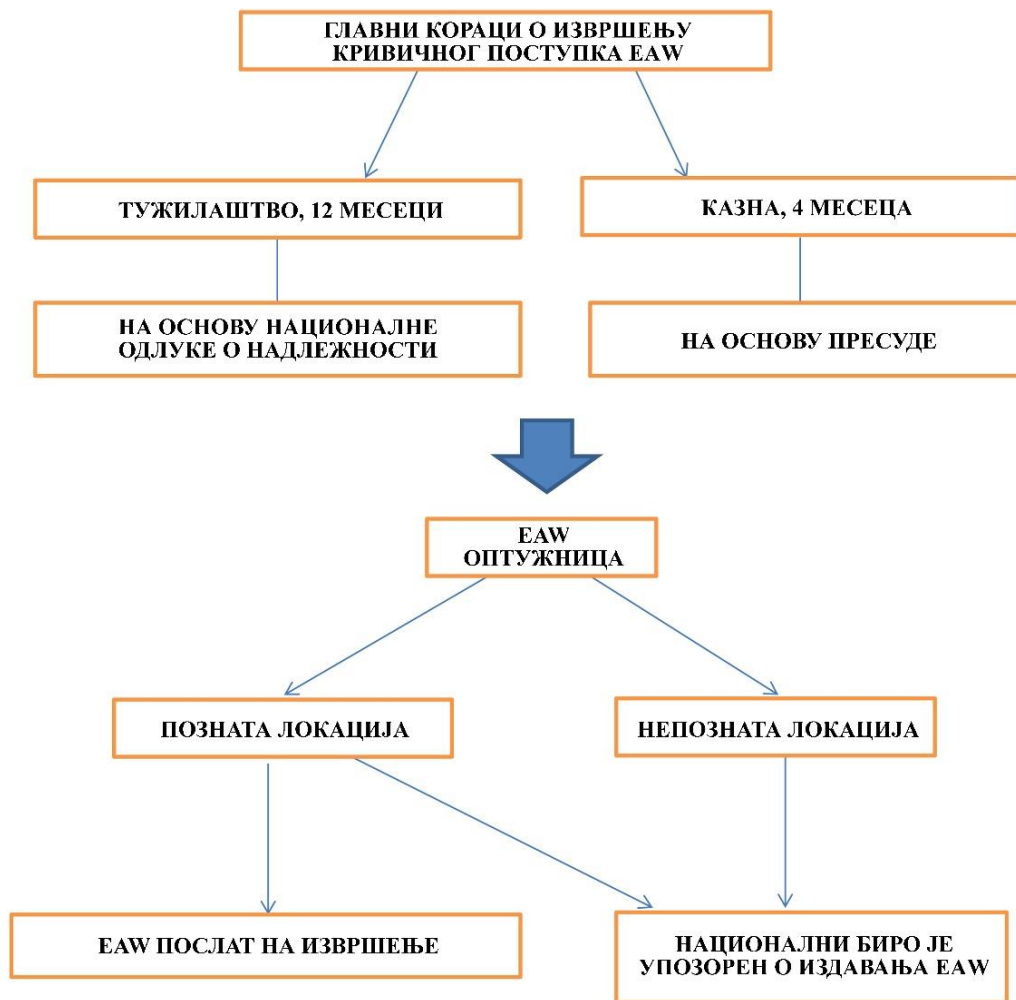 ГЛАВНИ КОРАЦИ О ИЗВРШЕЊУ
КРИВИЧНОГ ПОСТУПКА EAW
ТУЖИЛАШТВО, 12 МЕСЕЦИ
КАЗНА, 4 МЕСЕЦА
НА ОСНОВУ НАЦИОНАЛНЕ
ОДЛУКЕ О НАДЛЕЖНОСТИ
НА ОСНОВУ ПРЕСУДЕ
EAW
ОПТУЖНИЦА
ПОЗНАТА ЛОКАЦИЈА
НЕПОЗНАТА ЛОКАЦИЈА
EAW ПОСЛАТ НА ИЗВРШЕЊЕ
НАЦИОНАЛНИ БИРО ЈЕ
УПОЗОРЕН О ИЗДАВАЊА EAW